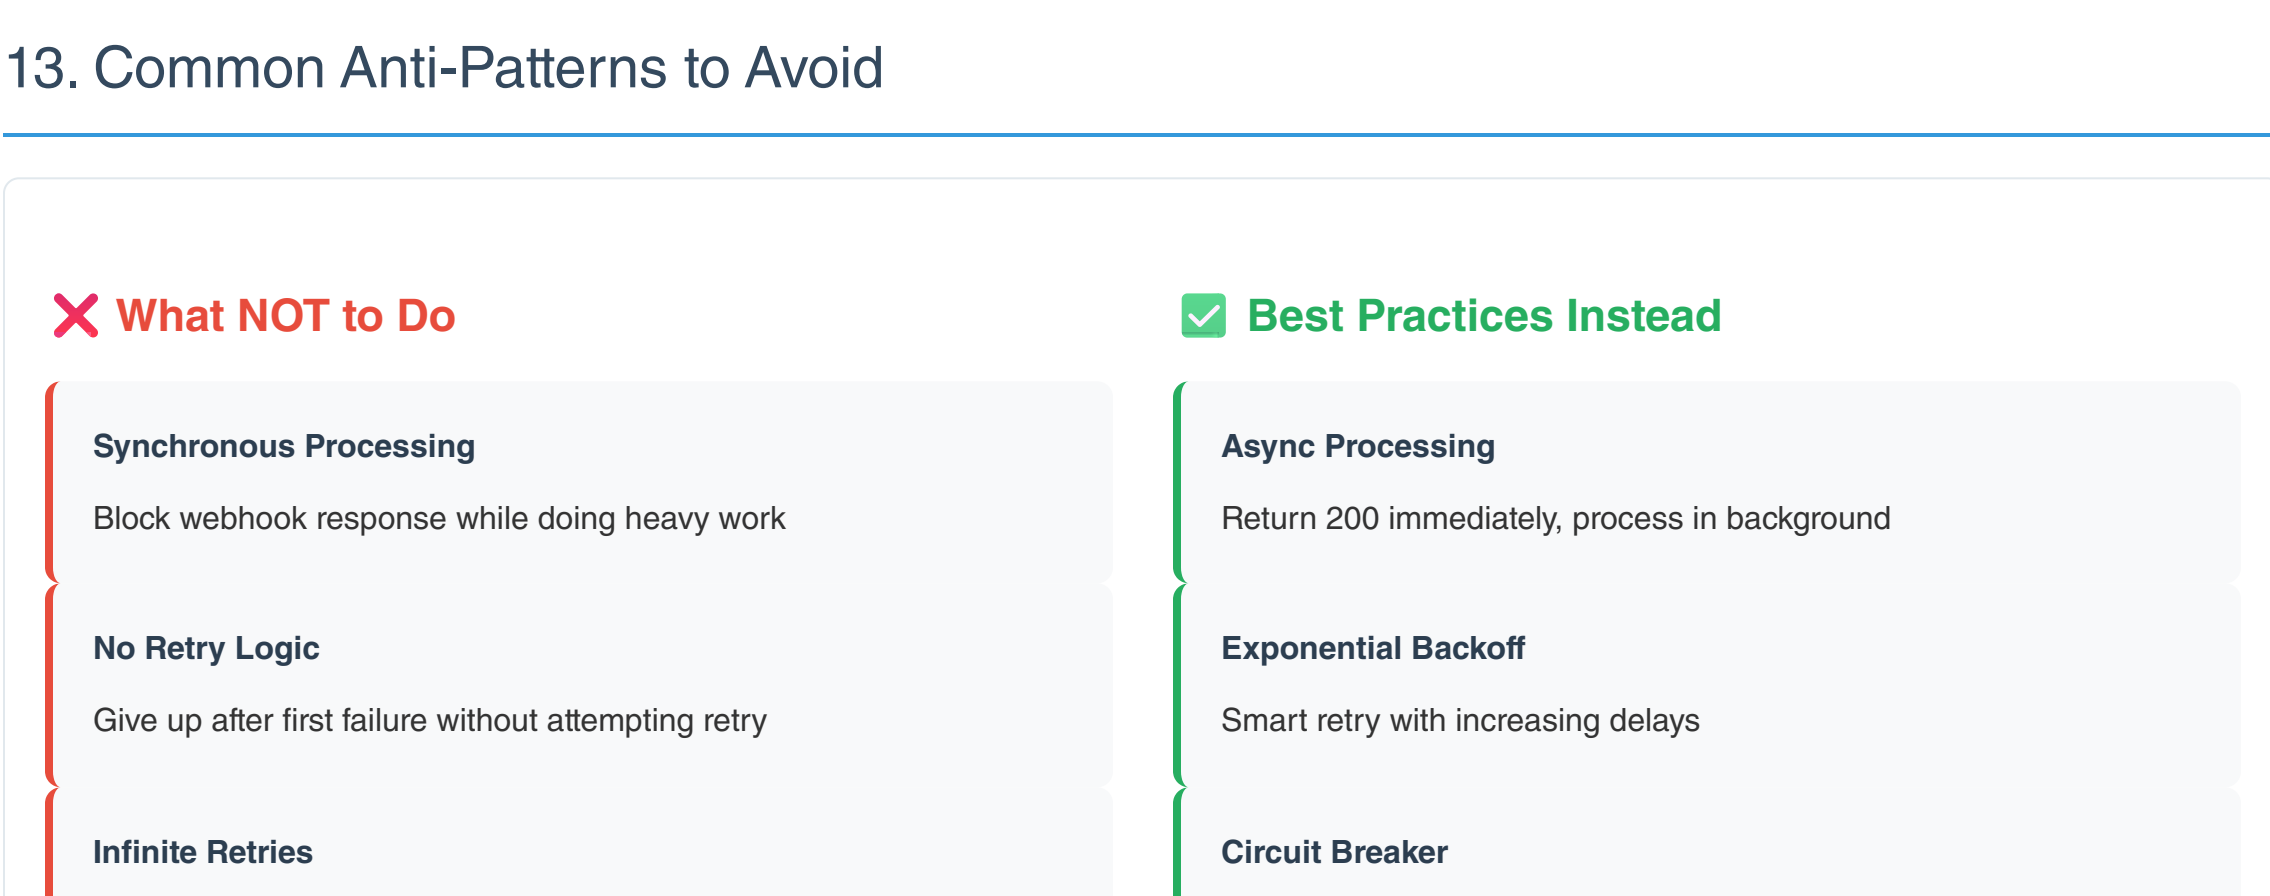 13. Common Anti-Patterns to Avoid
❌ What NOT to Do
Synchronous Processing
Block webhook response while doing heavy work
No Retry Logic
Give up after first failure without attempting retry
Infinite Retries
✅ Best Practices Instead
Async Processing
Return 200 immediately, process in background
Exponential Backoff
Smart retry with increasing delays
Circuit Breaker